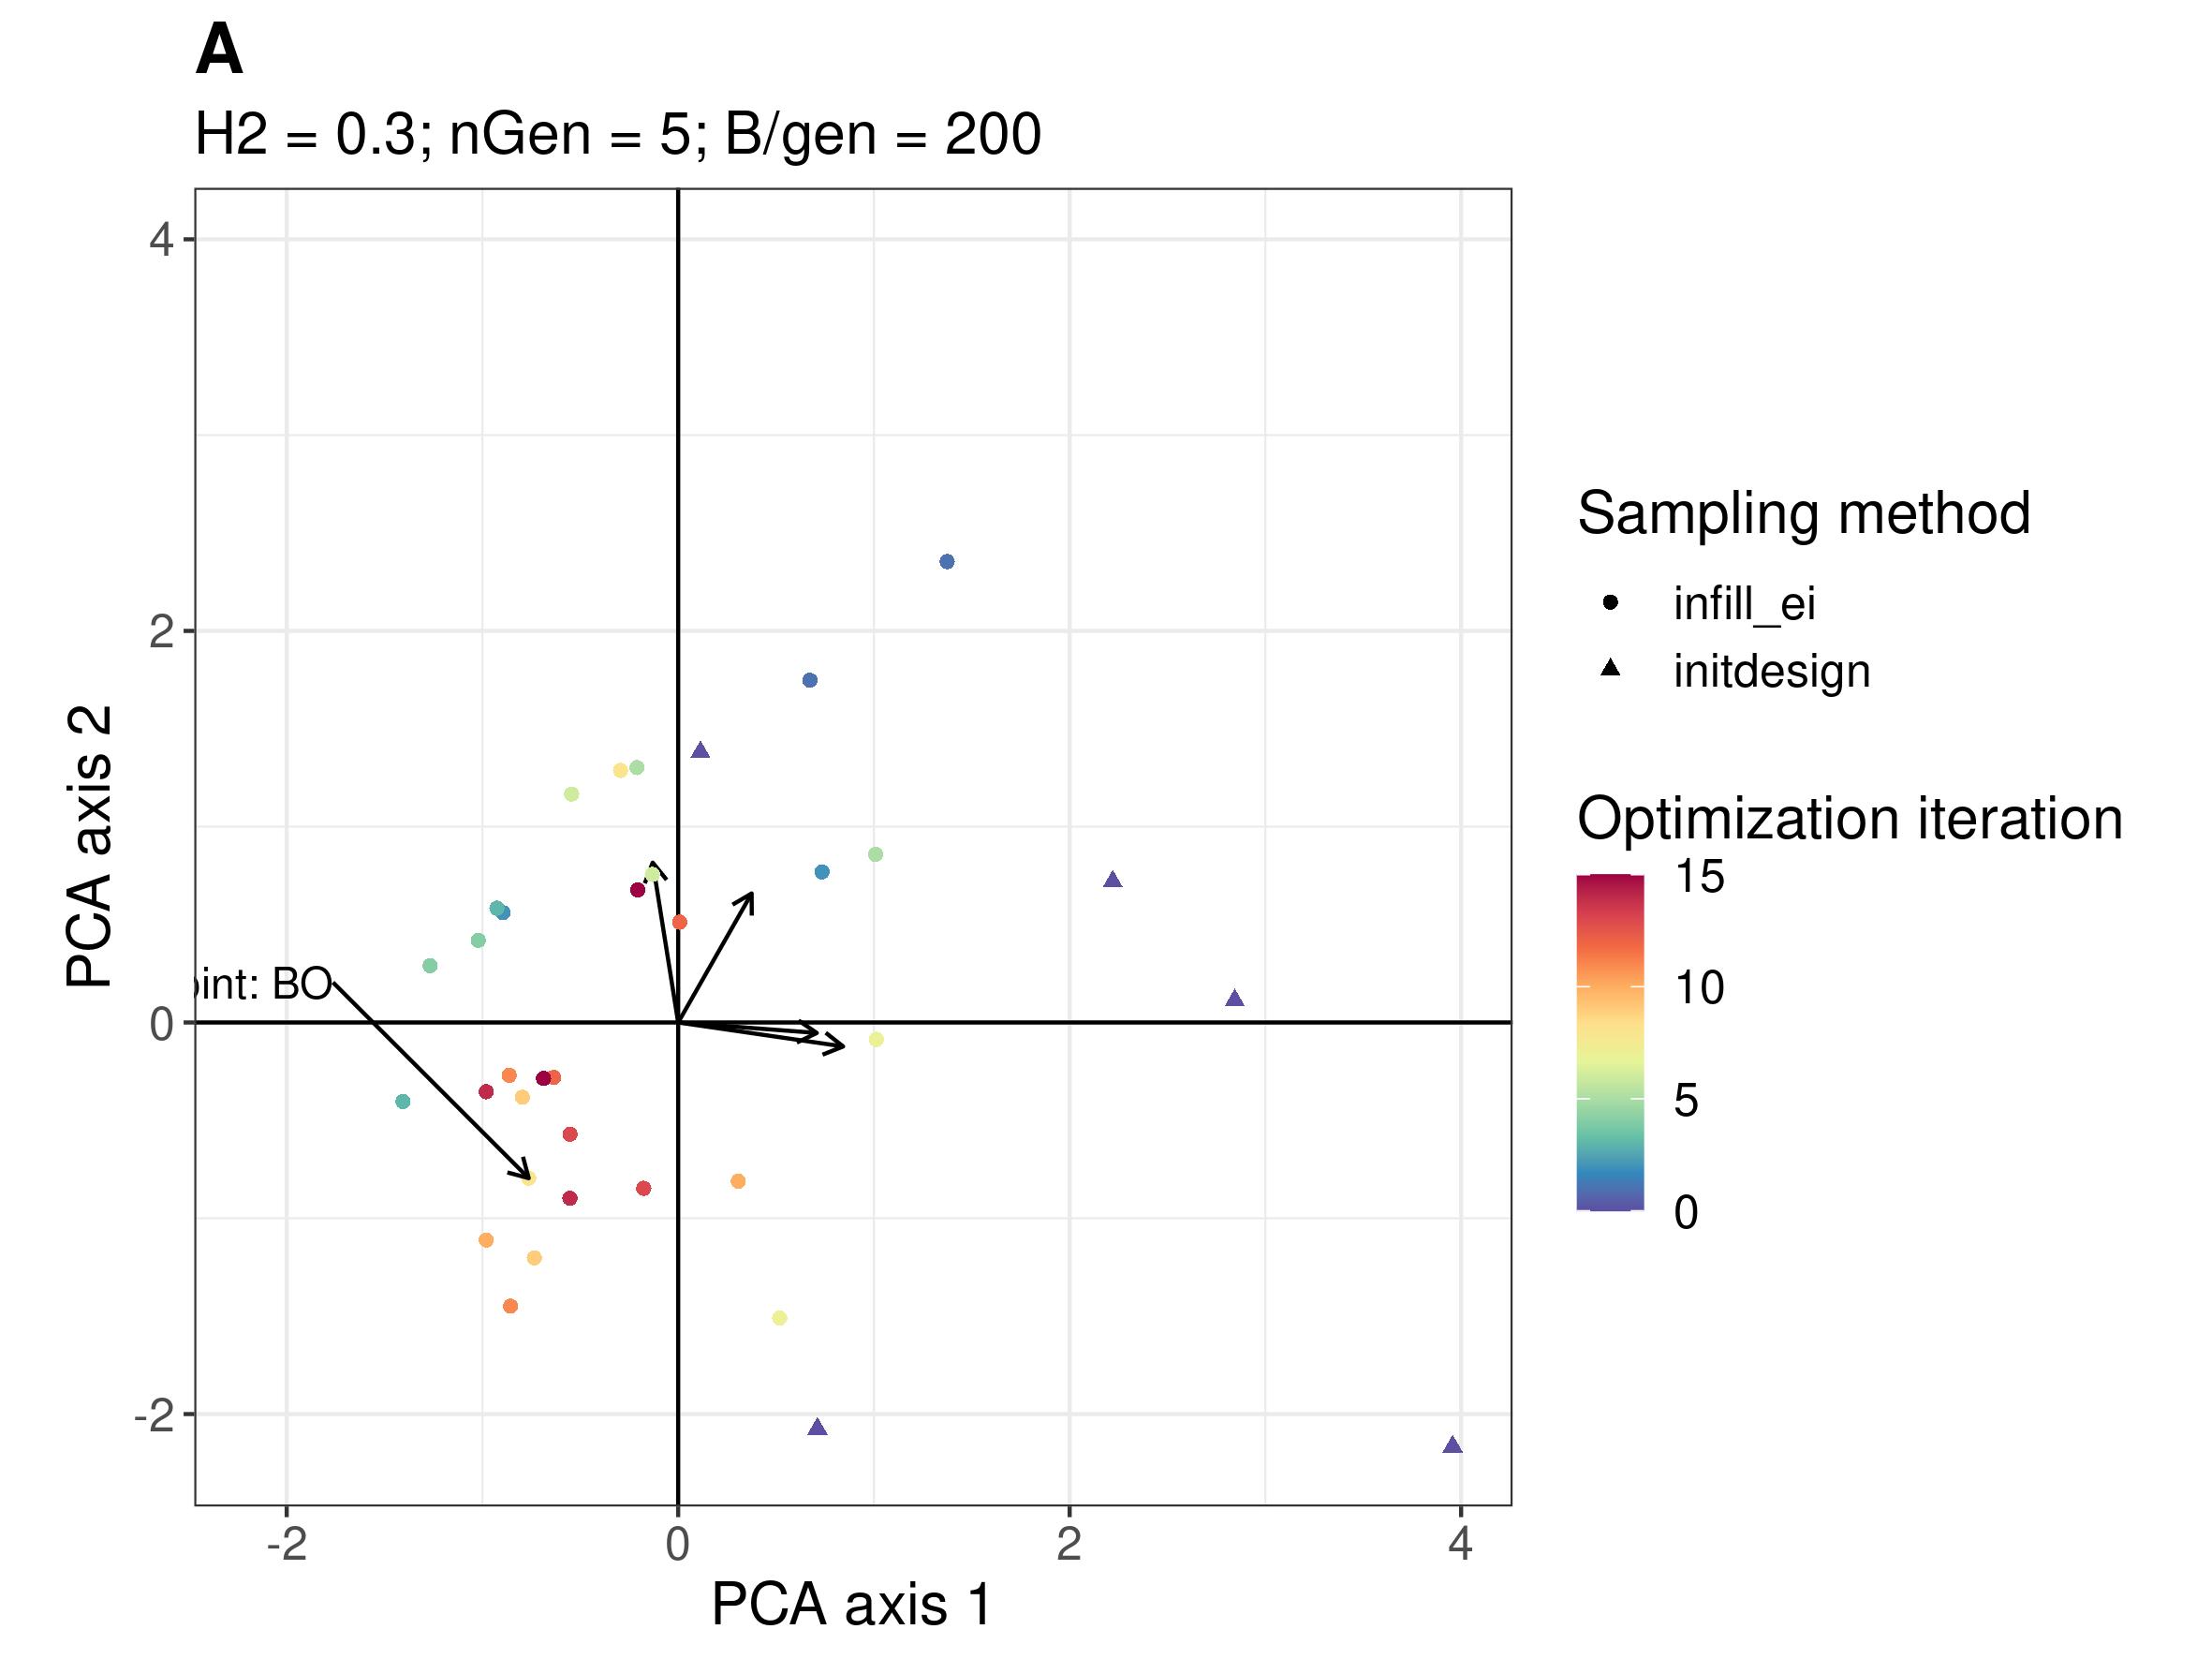 A
H2 = 0.3; nGen = 5; B/gen = 200
4
2
0
-2
-2
0
2
4
PCA axis 2
PCA axis 1
int: BO
Sampling method
infill_ei
initdesign
Optimization iteration
15
10
5
0